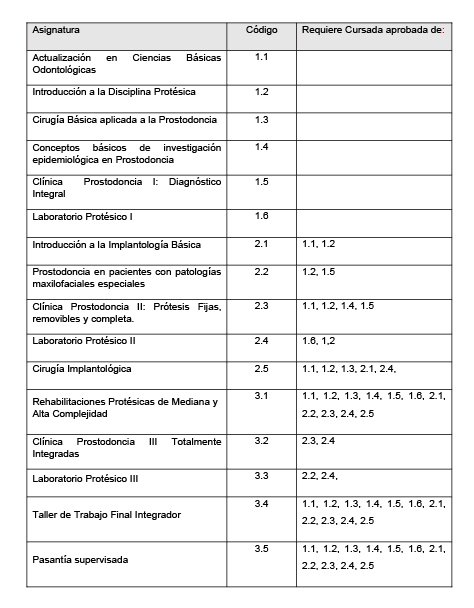 Asignatura Código Requiere Cursada aprobada de:
Actualización en Ciencias Básicas 1.1
Odontológicas
Introducción a la Disciplina Protésica 1.2
Cirugía Básica aplicada a la Prostodoncia 1.3
Conceptos básicos de investigación 1.4
epidemiológica en Prostodoncia
Clínica Prostodoncia I: Diagnóstico 1.5
Integral
Laboratorio Protésico I 1.6
Introducción a la Implantología Básica 2.1 1.1, 1.2
Prostodoncia en pacientes con patologías 2.2 1.2, 1.5
maxilofaciales especiales
Clínica Prostodoncia II: Prótesis Fijas, 2.3 1.1, 1.2, 1.4, 1.5
removibles y completa.
Laboratorio Protésico II 2.4 1.6, 1,2
Cirugía Implantológica 2.5 1.1, 1.2, 1.3, 2.1, 2.4,
Rehabilitaciones Protésicas de Mediana y 3.1 1.1, 1.2, 1.3, 1.4, 1.5, 1.6, 2.1,
Alta Complejidad 2.2, 2.3, 2.4, 2.5
Clínica Prostodoncia III Totalmente 3.2 2.3, 2.4
Integradas
Laboratorio Protésico III 3.3 2.2, 2.4,
Taller de Trabajo Final Integrador 3.4 1.1, 1.2, 1.3, 1.4, 1.5, 1.6, 2.1,
2.2, 2.3, 2.4, 2.5
Pasantía supervisada 3.5 1.1, 1.2, 1.3, 1.4, 1.5, 1.6, 2.1,
2.2, 2.3, 2.4, 2.5